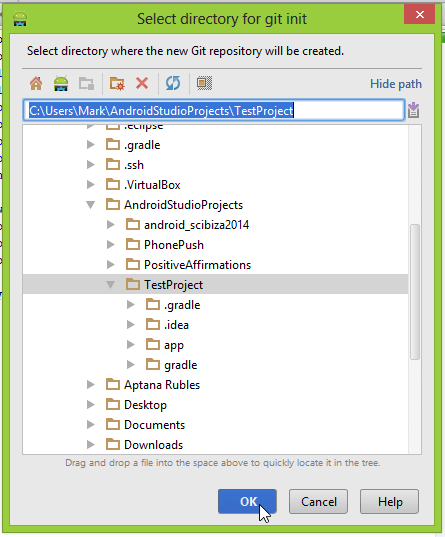 Select directory for git init
Select directory where the new Git repository will be created.
Hide path
C:\Users\Mark\AndroidStudioProjects\TestProject
.eclipse
.gradle
.ssh
.VirtualBox
AndroidStudioProjects
android_scibiza2014
PhonePush
PositiveAffirmations
TestProject
.gradle
.idea
app
gradle
Aptana Rubles
Desktop
Documents
Downloads
Drag and drop a file into the space above to quickly locate it in the tree.
OK Cancel Help